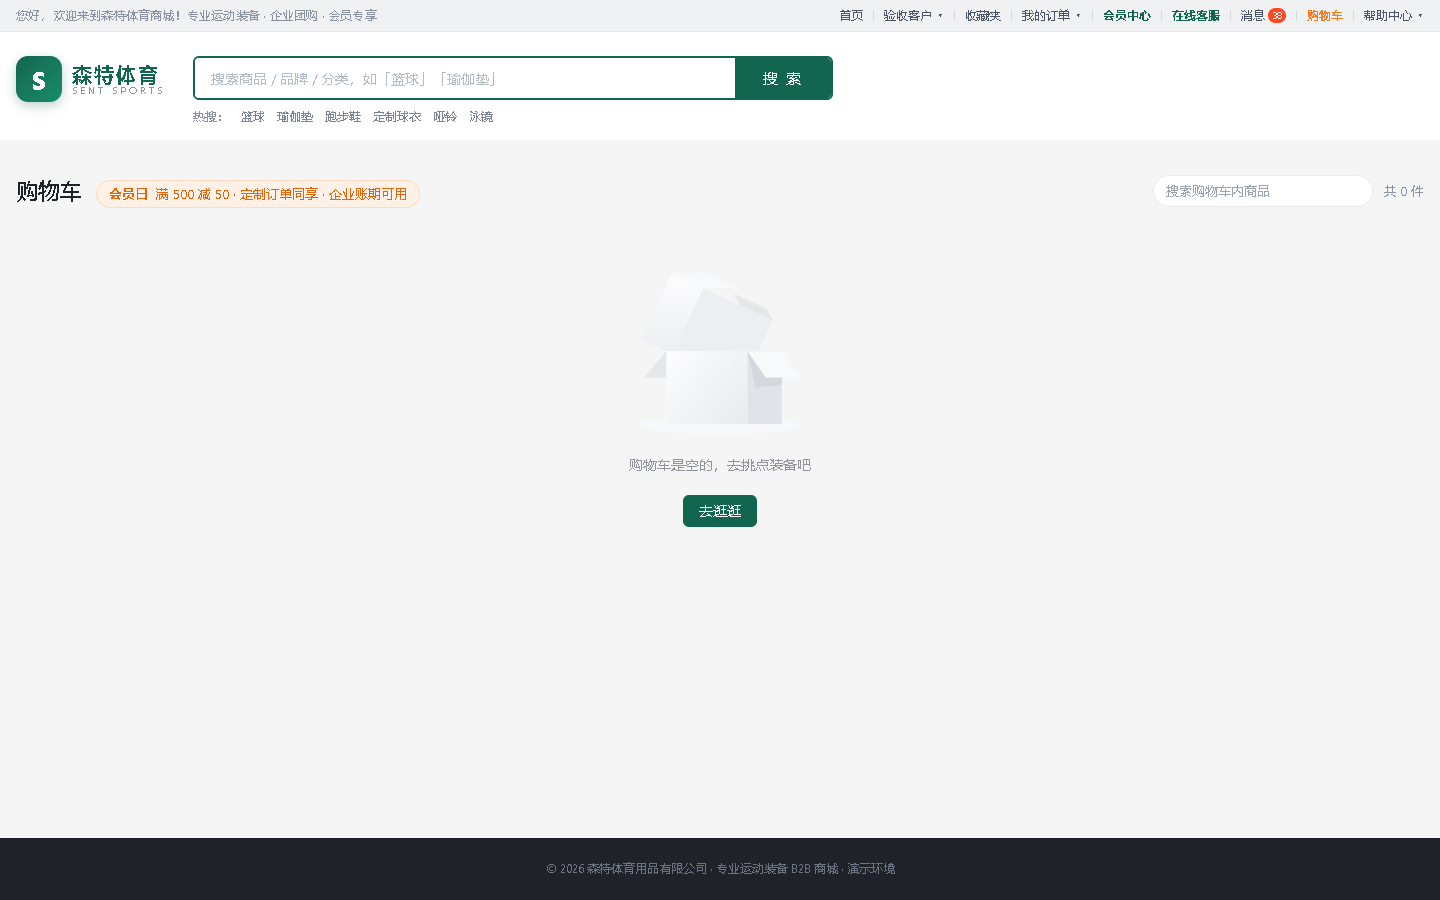 您好，欢迎来到森特体育商城！专业运动装备 · 企业团购 · 会员专享
首页 验收客户 ▾ 收藏夹 我的订单 ▾ 会员中心 在线客服 消息 38 购物车 帮助中心 ▾
S 森特体育
SENT SPORTS
搜索商品 / 品牌 / 分类，如「篮球」「瑜伽垫」
搜 索
热搜： 篮球 瑜伽垫 跑步鞋 定制球衣 哑铃 泳镜
购物车
会员日 满 500 减 50 · 定制订单同享 · 企业账期可用
搜索购物车内商品
共 0 件
购物车是空的，去挑点装备吧
去逛逛
© 2026 森特体育用品有限公司 · 专业运动装备 B2B 商城 · 演示环境